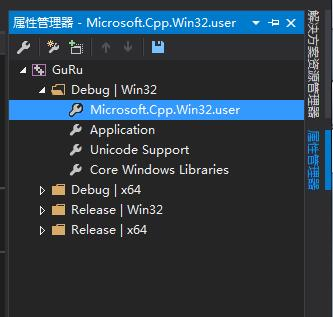 属性管理器 - Microsoft.Cpp.Win32.user
GuRu
Debug | Win32
Microsoft.Cpp.Win32.user
Application
Unicode Support
Core Windows Libraries
Debug | x64
Release | Win32
Release | x64
解决方案资源管理器
属性管理器